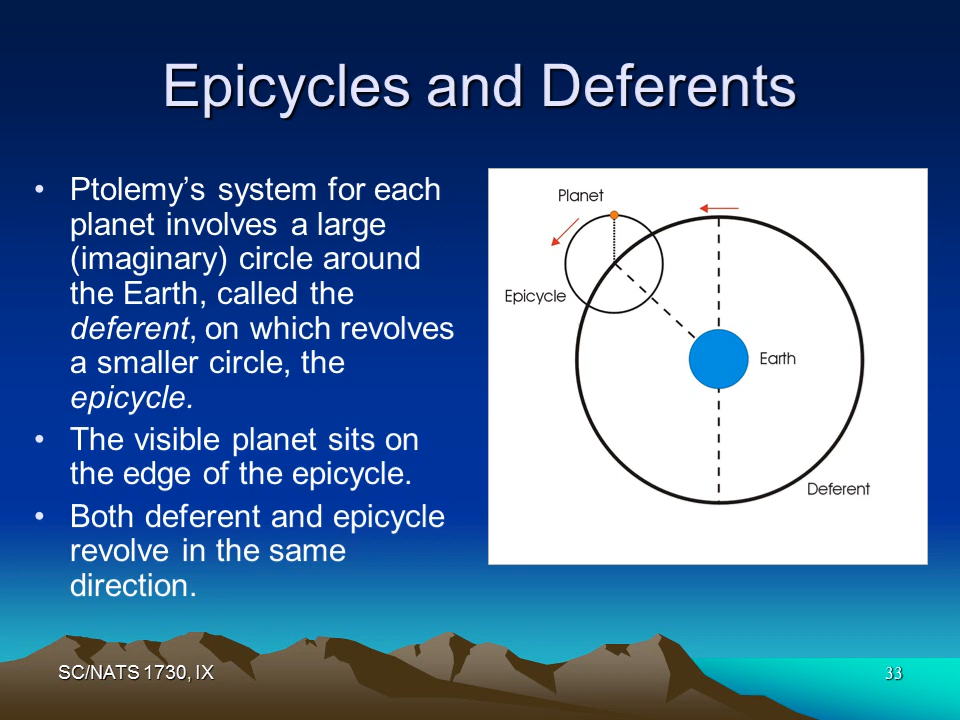 Epicycles and Deferents
• Ptolemy’s system for each
planet involves a large
(imaginary) circle around
the Earth, called the
deferent, on which revolves
a smaller circle, the
epicycle.
• The visible planet sits on
the edge of the epicycle.
• Both deferent and epicycle
revolve in the same
direction.
Planet
Epicycle
Earth
Deferent
SC/NATS 1730, IX
33